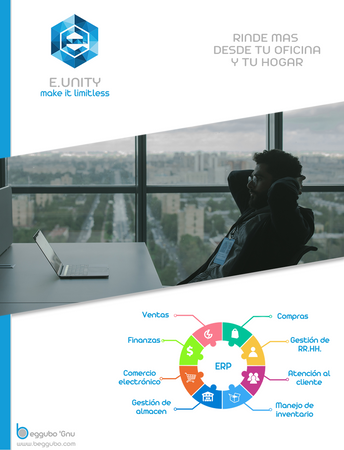 E.UNITY
make it limitless
RINDE MAS
DESDE TU OFICINA
Y TU HOGAR
Ventas
Compras
Finanzas
Gestión de
RR.HH.
ERP
Comercio
electrónico
Atención al
cliente
Gestión de
almacen
Manejo de
inventario
beggubo 'Gnu
www.beggubo.com